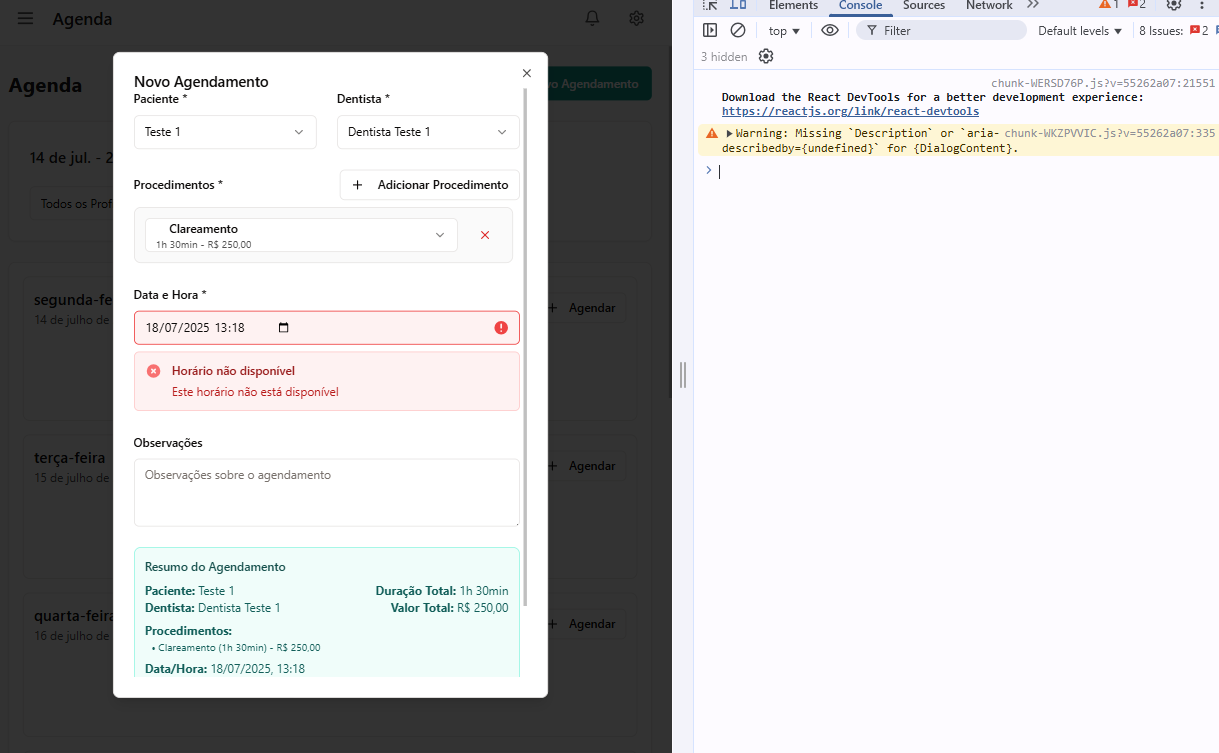 Agenda
Agenda
vo Agendamento
14 de jul. - 2
Todos os Prof
segunda-fe
14 de julho de
Agendar
terça-feira
15 de julho de
Agendar
quarta-feira
16 de julho de
Agendar
Novo Agendamento
Paciente *
Dentista *
Teste 1
Dentista Teste 1
Procedimentos *
+ Adicionar Procedimento
Clareamento
1h 30min - R$ 250,00
Data e Hora *
18/07/2025 13:18
Horário não disponível
Este horário não está disponível
Observações
Observações sobre o agendamento
Resumo do Agendamento
Paciente: Teste 1
Duração Total: 1h 30min
Dentista: Dentista Teste 1
Valor Total: R$ 250,00
Procedimentos:
• Clareamento (1h 30min) - R$ 250,00
Data/Hora: 18/07/2025, 13:18
Elements Console Sources Network 1 2
top Filter Default levels 8 Issues: 2
3 hidden
chunk-WERSD76P.js?v=55262a07:21551
Download the React DevTools for a better development experience:
https://reactjs.org/link/react-devtools
Warning: Missing `Description` or `aria- chunk-WKZPVVIC.js?v=55262a07:335
describedby={undefined}` for {DialogContent}.